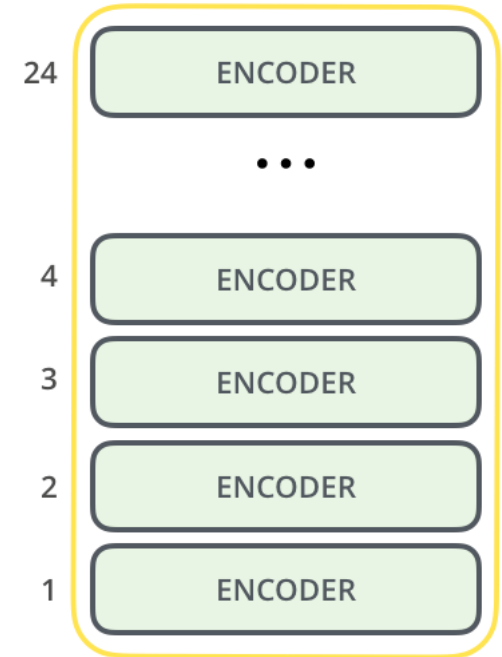 24 ENCODER
...
4 ENCODER
3 ENCODER
2 ENCODER
1 ENCODER